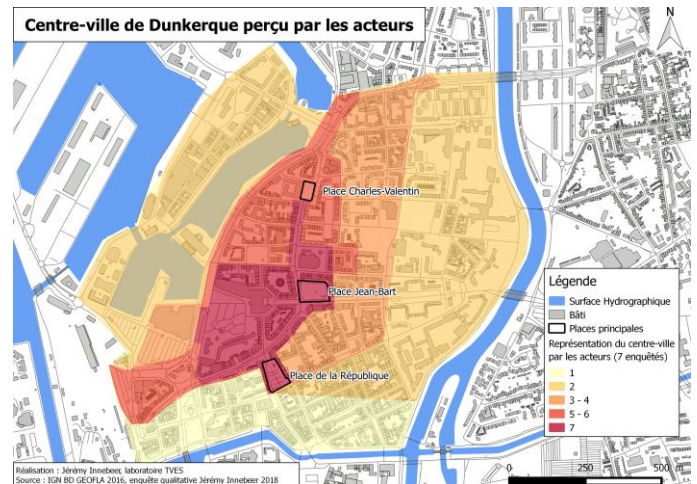 Centre-ville de Dunkerque perçu par les acteurs
N
Place Charles-Valentin
Place Jean-Bart
Place de la République
Légende
Surface Hydrographique
Bâti
Places principales
Représentation du centre-ville
par les acteurs (7 enquêtés)
1
2
3 - 4
5 - 6
7
0 250 500 m
Réalisation : Jérémy Innebeer, laboratoire TVES
Source : IGN BD GEOFLA 2016, enquête qualitative Jérémy Innebeer 2018